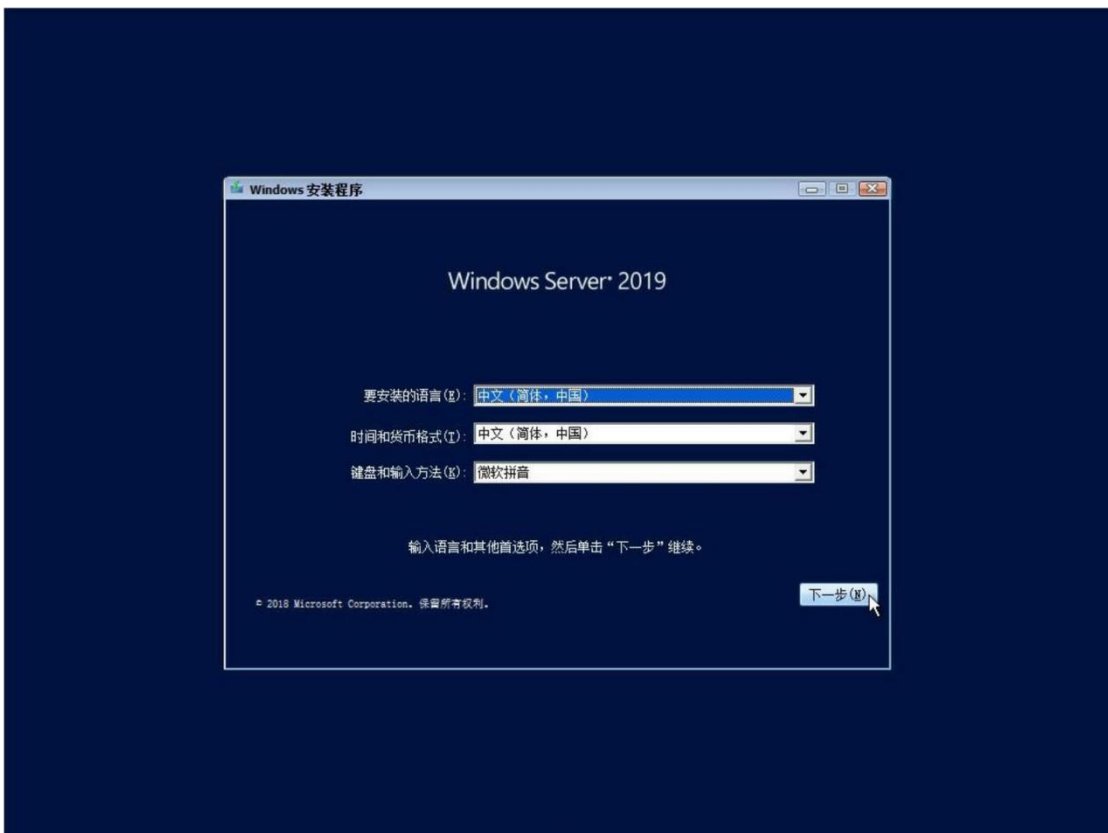 Windows 安装程序
Windows Server® 2019
要安装的语言(E): 中文（简体，中国）
时间和货币格式(T): 中文（简体，中国）
键盘和输入方法(K): 微软拼音
输入语言和其他首选项，然后单击“下一步”继续。
© 2018 Microsoft Corporation。保留所有权利。
下一步(N)